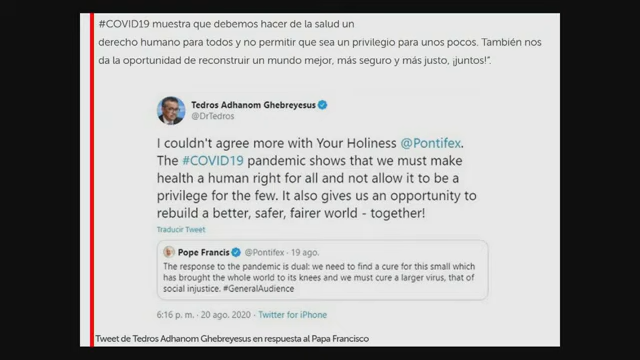 #COVID19 muestra que debemos hacer de la salud un
derecho humano para todos y no permitir que sea un privilegio para unos pocos. También nos
da la oportunidad de reconstruir un mundo mejor, más seguro y más justo, ¡juntos!".
Tedros Adhanom Ghebreyesus
@DrTedros
I couldn't agree more with Your Holiness @Pontifex.
The #COVID19 pandemic shows that we must make
health a human right for all and not allow it to be a
privilege for the few. It also gives us an opportunity to
rebuild a better, safer, fairer world - together!
Traducir Tweet
Pope Francis @Pontifex · 19 ago.
The response to the pandemic is dual: we need to find a cure for this small which
has brought the whole world to its knees and we must cure a larger virus, that of
social injustice. #GeneralAudience
6:16 p. m. · 20 ago. 2020 · Twitter for iPhone
Tweet de Tedros Adhanom Ghebreyesus en respuesta al Papa Francisco